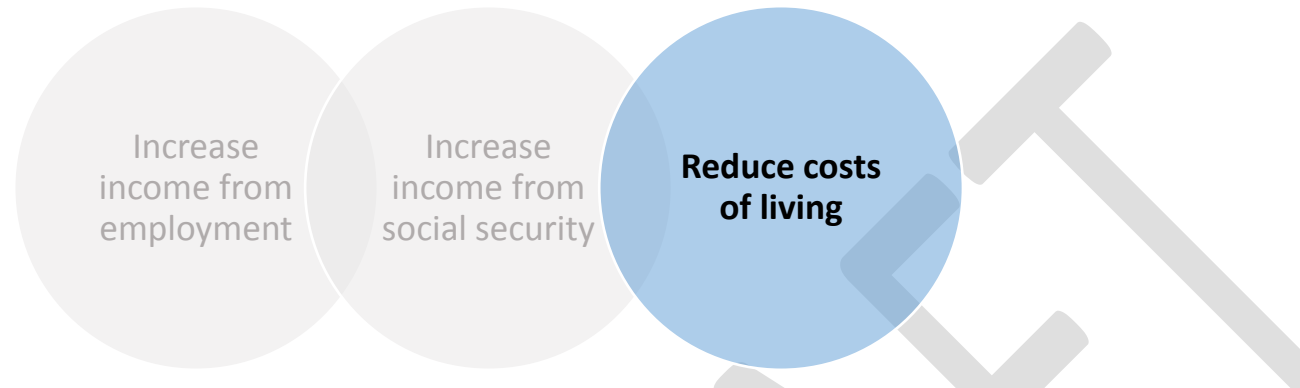 Increase
income from
employment
Increase
income from
social security
Reduce costs
of living